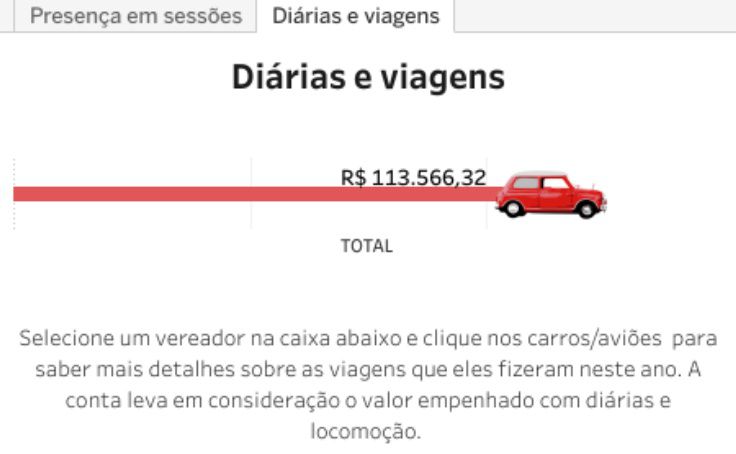 Presença em sessões
Diárias e viagens
Diárias e viagens
R$ 113.566,32
TOTAL
Selecione um vereador na caixa abaixo e clique nos carros/aviões para
saber mais detalhes sobre as viagens que eles fizeram neste ano. A
conta leva em consideração o valor empenhado com diárias e
locomoção.